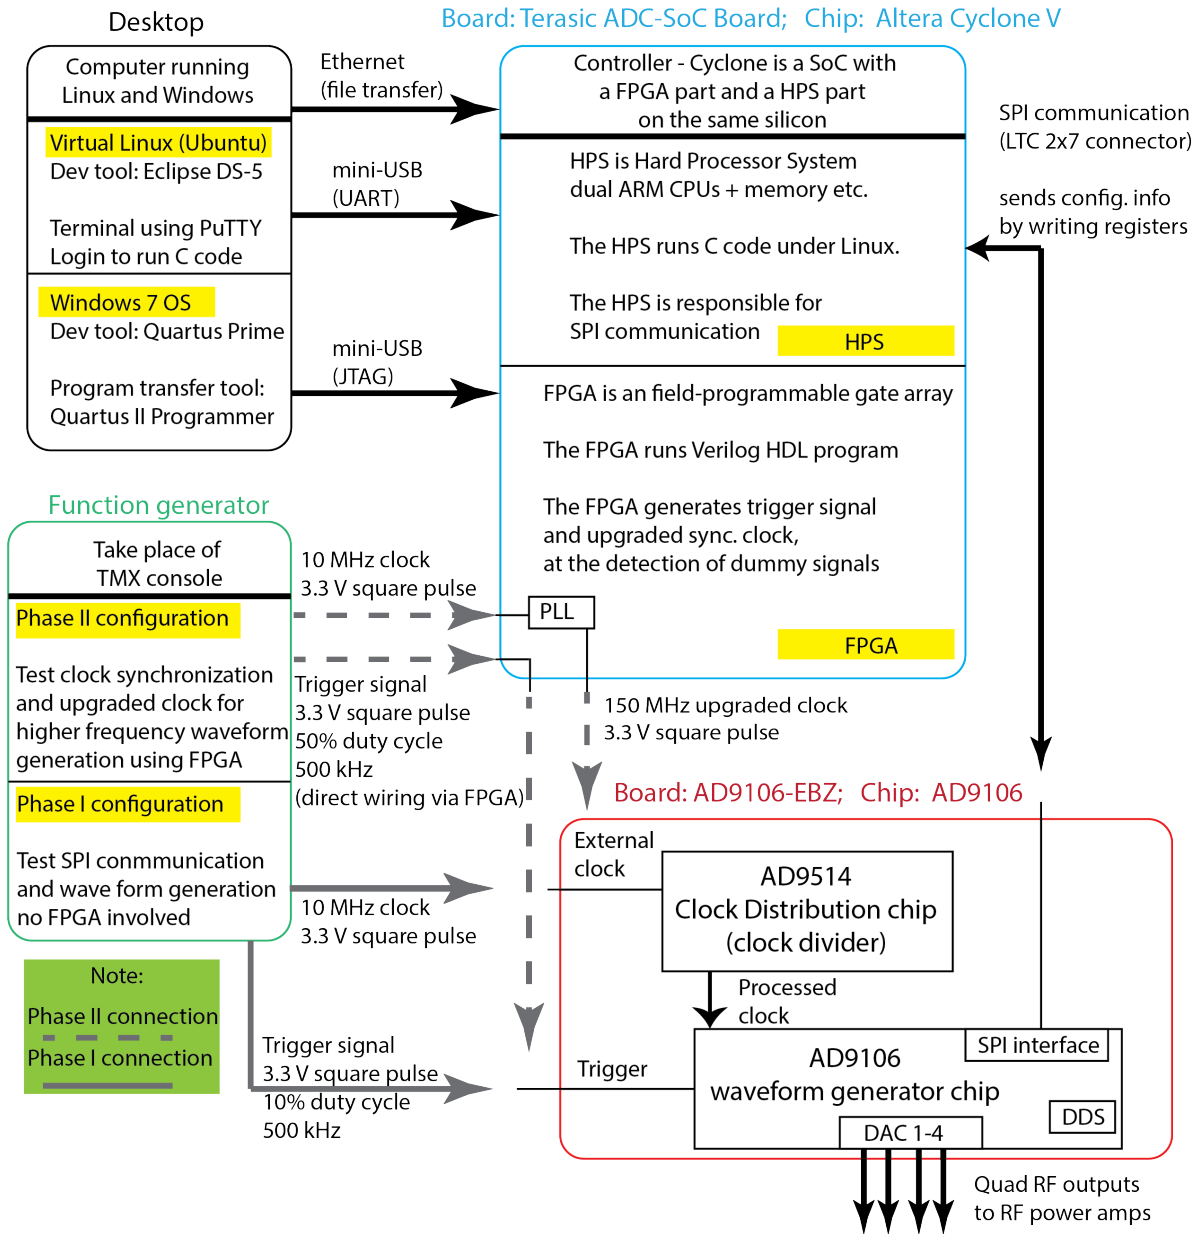 Desktop
Computer running
Linux and Windows
Virtual Linux (Ubuntu)
Dev tool: Eclipse DS-5
Terminal using PuTTY
Login to run C code
Windows 7 OS
Dev tool: Quartus Prime
Program transfer tool:
Quartus II Programmer
Ethernet
(file transfer)
mini-USB
(UART)
mini-USB
(JTAG)
Board: Terasic ADC-SoC Board;   Chip:  Altera Cyclone V
Controller - Cyclone is a SoC with
a FPGA part and a HPS part
on the same silicon
HPS is Hard Processor System
dual ARM CPUs + memory etc.
The HPS runs C code under Linux.
The HPS is responsible for
SPI communication
HPS
FPGA is an field-programmable gate array
The FPGA runs Verilog HDL program
The FPGA generates trigger signal
and upgraded sync. clock,
at the detection of dummy signals
PLL
FPGA
SPI communication
(LTC 2x7 connector)
sends config. info
by writing registers
Function generator
Take place of
TMX console
Phase II configuration
Test clock synchronization
and upgraded clock for
higher frequency waveform
generation using FPGA
Phase I configuration
Test SPI conmmunication
and wave form generation
no FPGA involved
10 MHz clock
3.3 V square pulse
Trigger signal
3.3 V square pulse
50% duty cycle
500 kHz
(direct wiring via FPGA)
150 MHz upgraded clock
3.3 V square pulse
10 MHz clock
3.3 V square pulse
Note:
Phase II connection
Phase I connection
Trigger signal
3.3 V square pulse
10% duty cycle
500 kHz
Board: AD9106-EBZ;   Chip:  AD9106
External
clock
AD9514
Clock Distribution chip
(clock divider)
Processed
clock
Trigger
SPI interface
AD9106
waveform generator chip
DDS
DAC 1-4
Quad RF outputs
to RF power amps